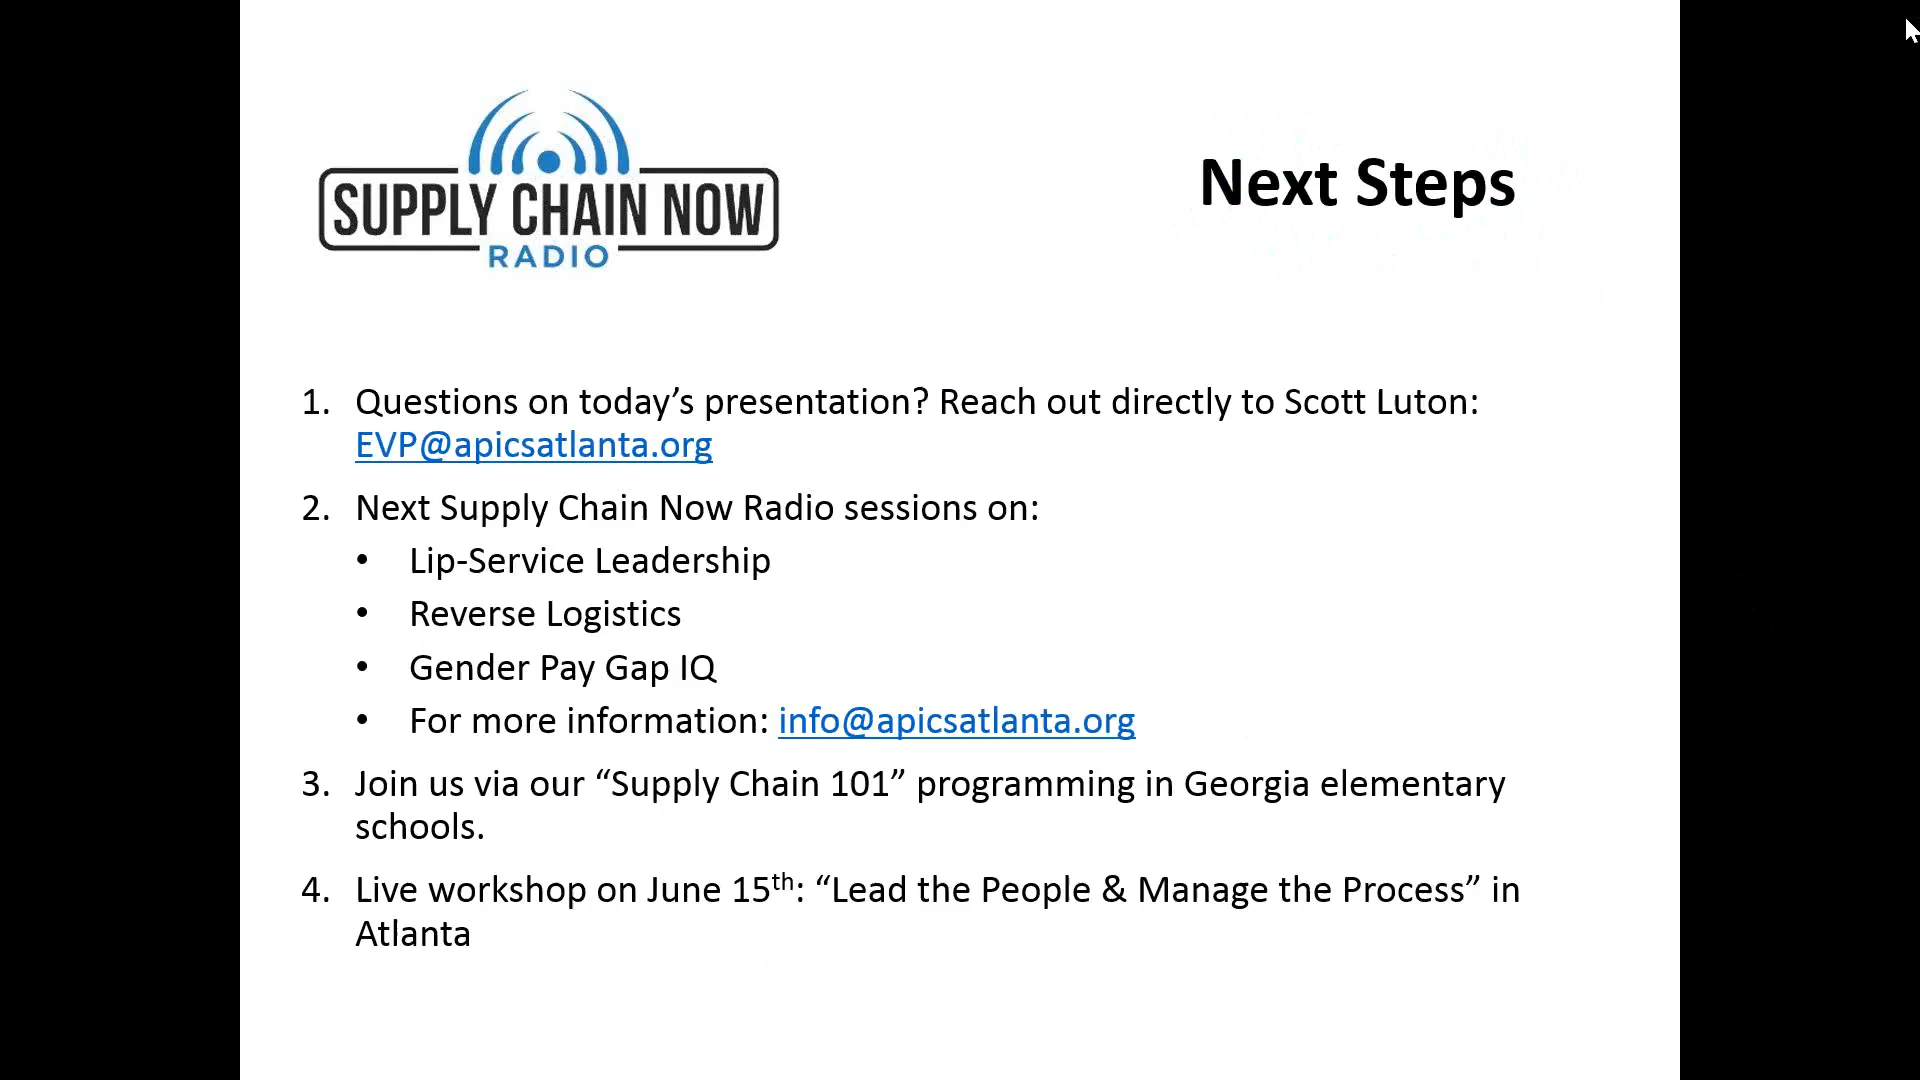 SUPPLY CHAIN NOW
RADIO
Next Steps
1. Questions on today’s presentation? Reach out directly to Scott Luton:
EVP@apicsatlanta.org
2. Next Supply Chain Now Radio sessions on:
• Lip-Service Leadership
• Reverse Logistics
• Gender Pay Gap IQ
• For more information: info@apicsatlanta.org
3. Join us via our “Supply Chain 101” programming in Georgia elementary
schools.
4. Live workshop on June 15th: “Lead the People & Manage the Process” in
Atlanta